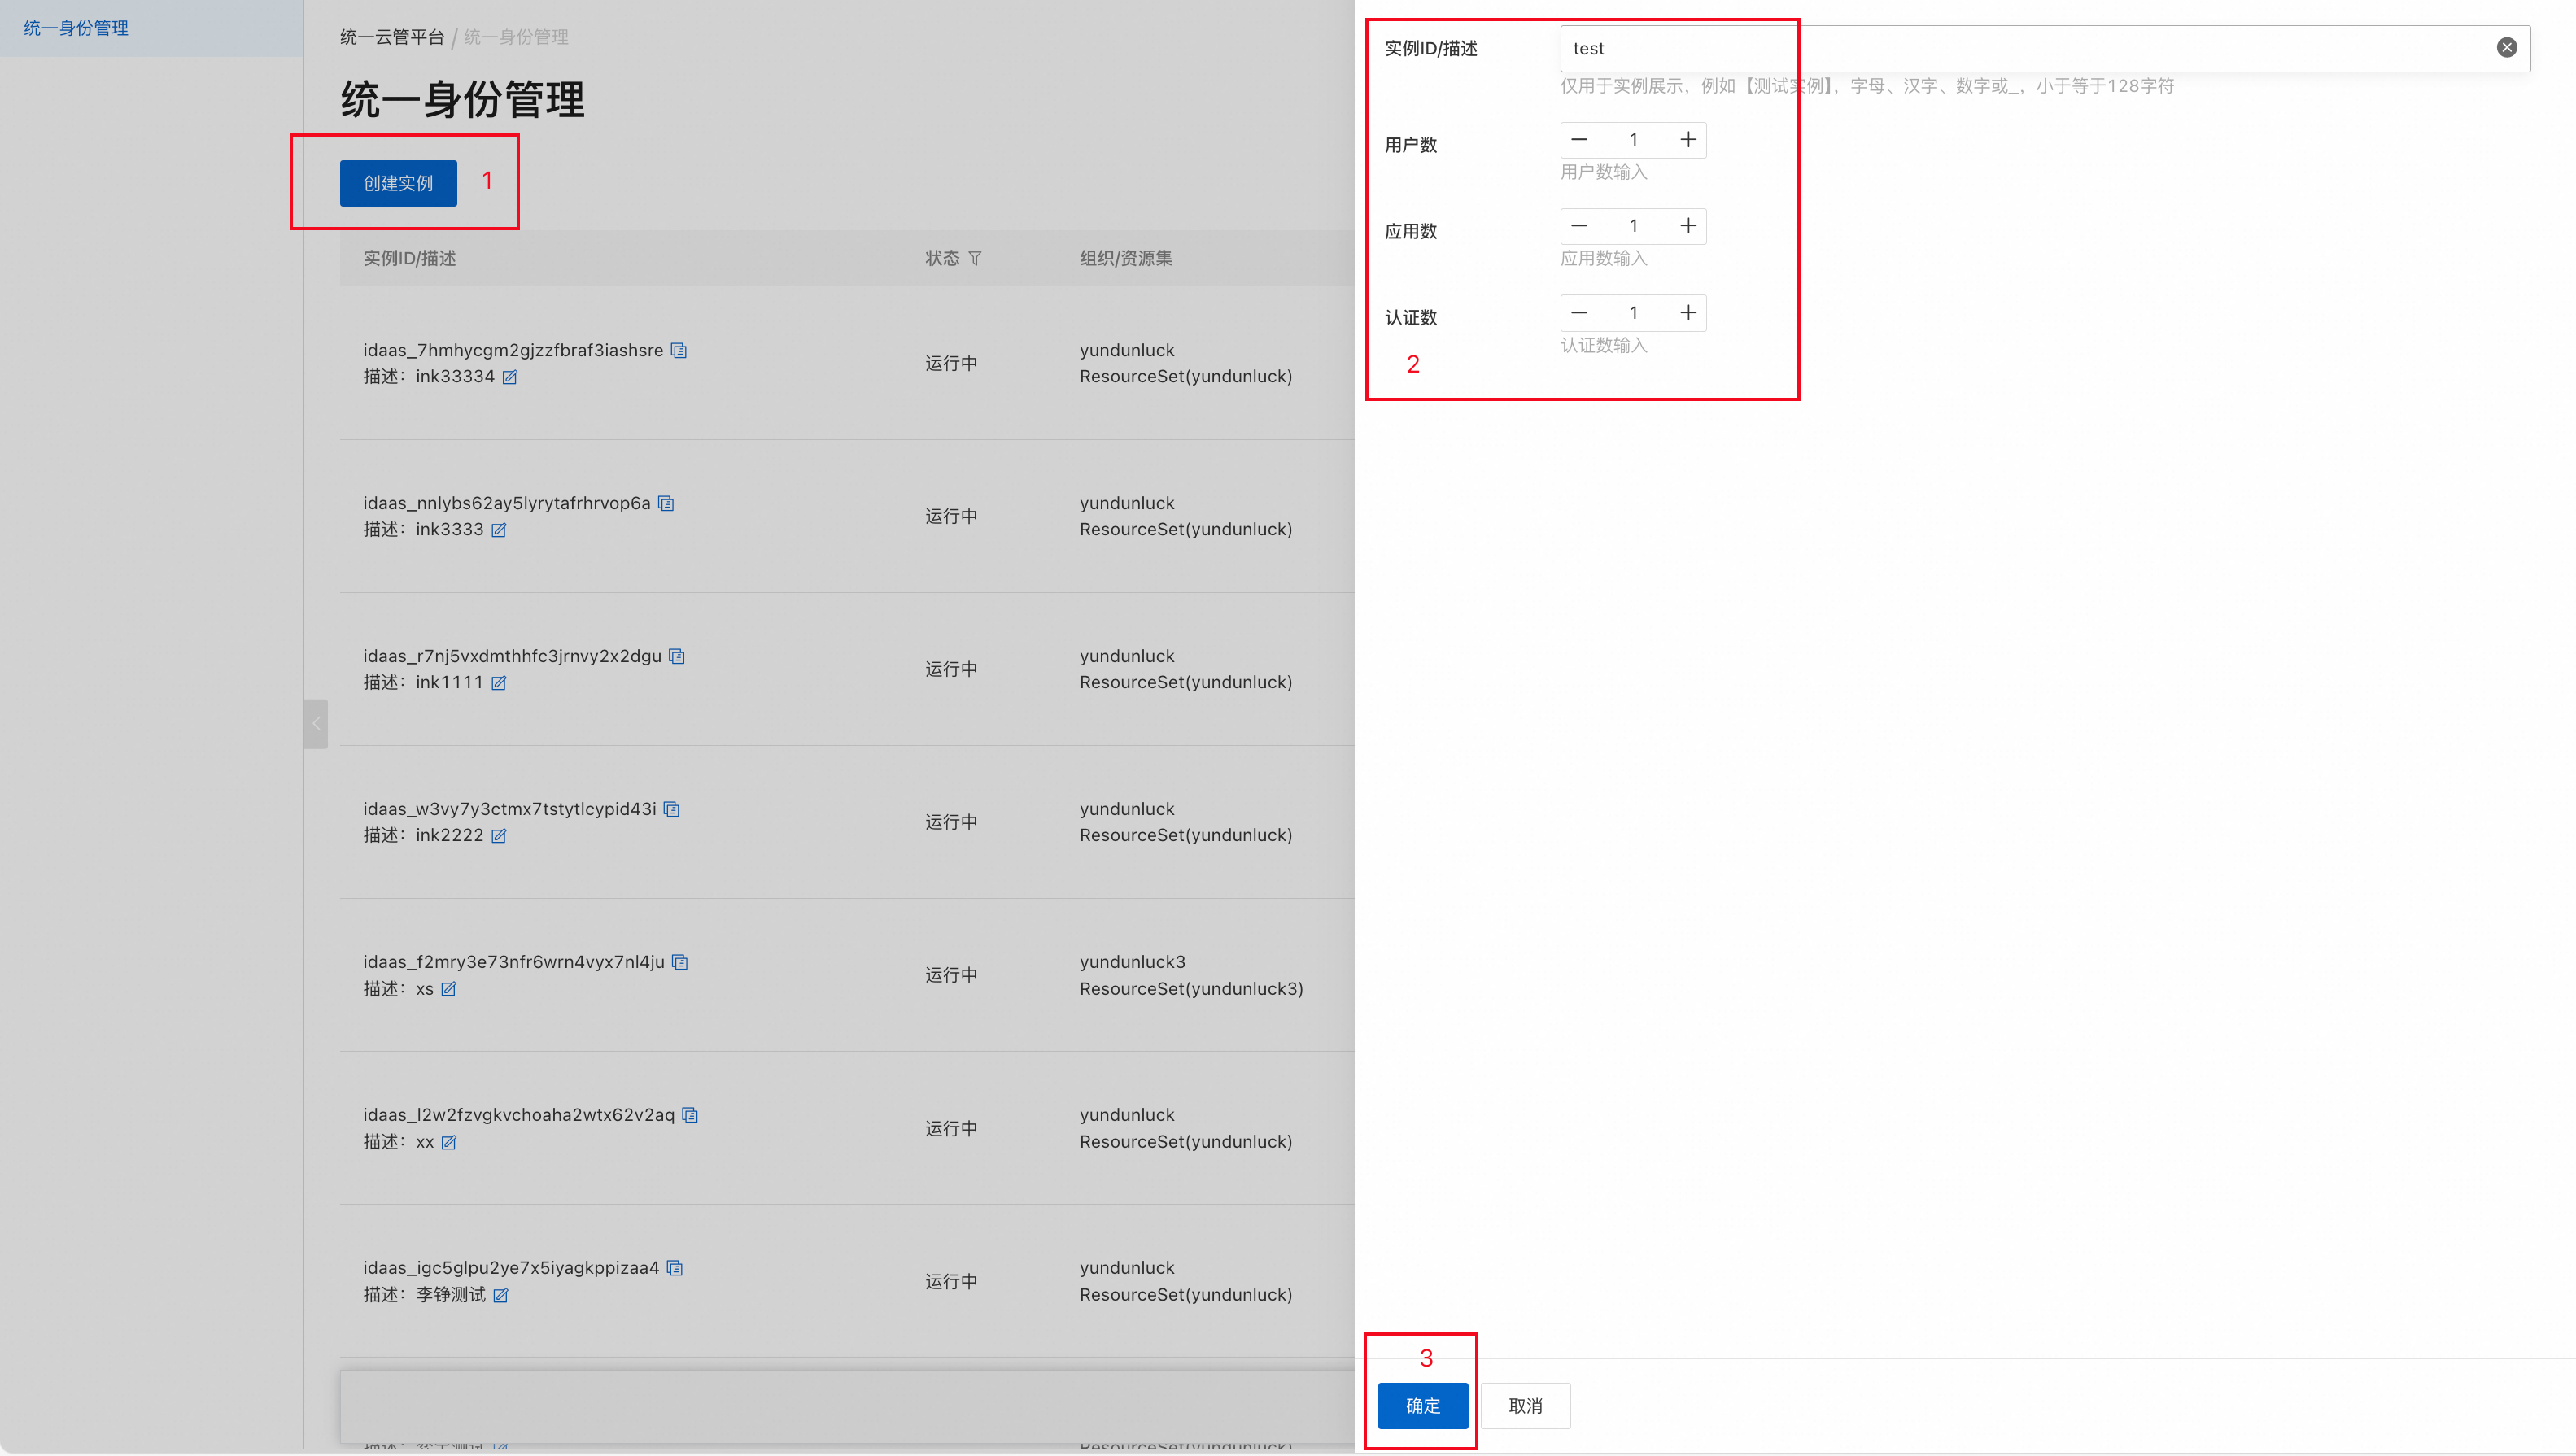 统一身份管理
统一云管平台 / 统一身份管理
统一身份管理
创建实例 1
实例ID/描述 状态 组织/资源集
idaas_7hmhycgm2gjzzfbraf3iashsre
描述：ink33334
运行中
yundunluck
ResourceSet(yundunluck)
idaas_nnlybs62ay5lyrytafrhrvop6a
描述：ink3333
运行中
yundunluck
ResourceSet(yundunluck)
idaas_r7nj5vxdmthhfc3jrnvy2x2dgu
描述：ink1111
运行中
yundunluck
ResourceSet(yundunluck)
idaas_w3vy7y3ctmx7tstytlcypid43i
描述：ink2222
运行中
yundunluck
ResourceSet(yundunluck)
idaas_f2mry3e73nfr6wrn4vyx7nl4ju
描述：xs
运行中
yundunluck3
ResourceSet(yundunluck3)
idaas_l2w2fzvgkvchoaha2wtx62v2aq
描述：xx
运行中
yundunluck
ResourceSet(yundunluck)
idaas_igc5glpu2ye7x5iyagkppizaa4
描述：李铮测试
运行中
yundunluck
ResourceSet(yundunluck)
ResourceSet(yundunluck)
实例ID/描述 test
仅用于实例展示，例如【测试实例】，字母、汉字、数字或_，小于等于128字符
用户数 1
用户数输入
应用数 1
应用数输入
认证数 1
认证数输入
2
3
确定 取消